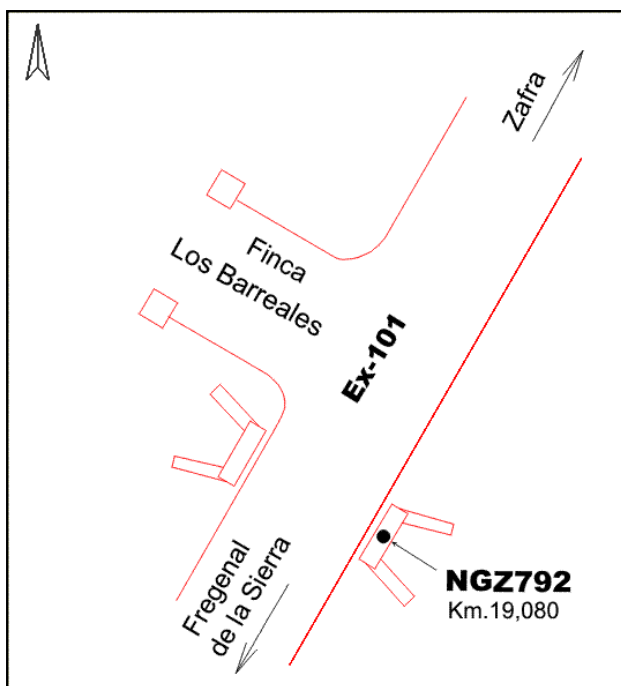 Zafra
Finca
Los Barreales
Ex-101
Fregenal
de la Sierra
NGZ792
Km.19,080